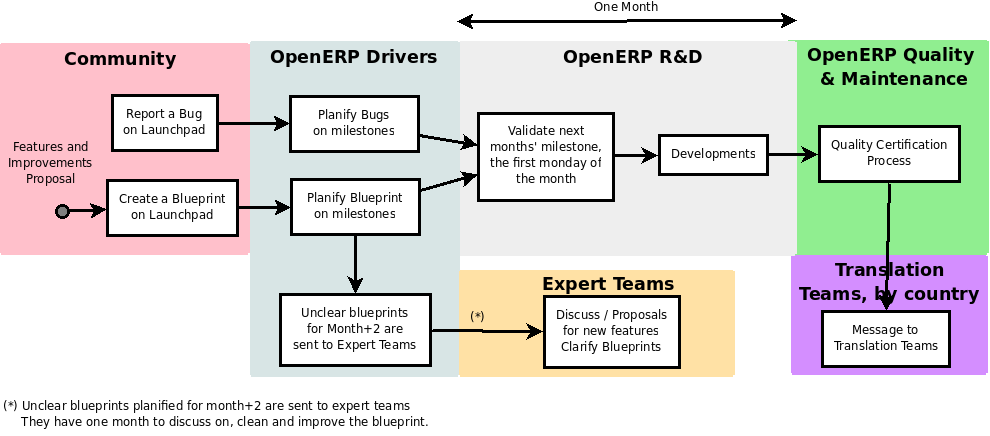 One Month
Community
OpenERP Drivers
OpenERP R&D
OpenERP Quality
& Maintenance
Report a Bug
on Launchpad
Planify Bugs
on milestones
Validate next
months' milestone,
the first monday of
the month
Developments
Quality Certification
Process
Features and
Improvements
Proposal
Create a Blueprint
on Launchpad
Planify Blueprint
on milestones
Unclear blueprints
for Month+2 are
sent to Expert Teams
(*)
Expert Teams
Discuss / Proposals
for new features
Clarify Blueprints
Translation
Teams, by country
Message to
Translation Teams
(*) Unclear blueprints planified for month+2 are sent to expert teams
They have one month to discuss on, clean and improve the blueprint.